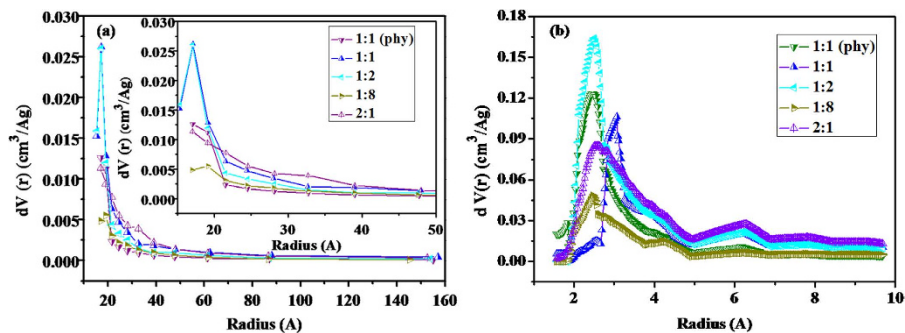 (a)
dV (r) (cm³/Ag)
0.030
0.025
0.020
0.015
0.010
0.005
0.000
20 40 60 80 100 120 140 160
Radius (A)
dV (r) (cm³/Ag)
0.030
0.025
0.020
0.015
0.010
0.005
0.000
20 30 40 50
Radius (A)
1:1 (phy)
1:1
1:2
1:8
2:1
(b)
d V(r) (cm³/Ag)
0.18
0.15
0.12
0.09
0.06
0.03
0.00
2 4 6 8 10
Radius (A)
1:1 (phy)
1:1
1:2
1:8
2:1